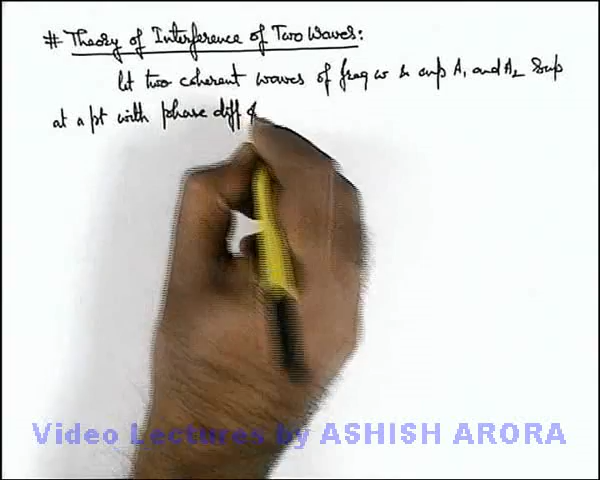 # Theory of Interference of Two Waves:
let two coherent waves of freq ω & amp A₁ and A₂ Sup
at a pt with phase diff ϕ
Video Lectures by ASHISH ARORA